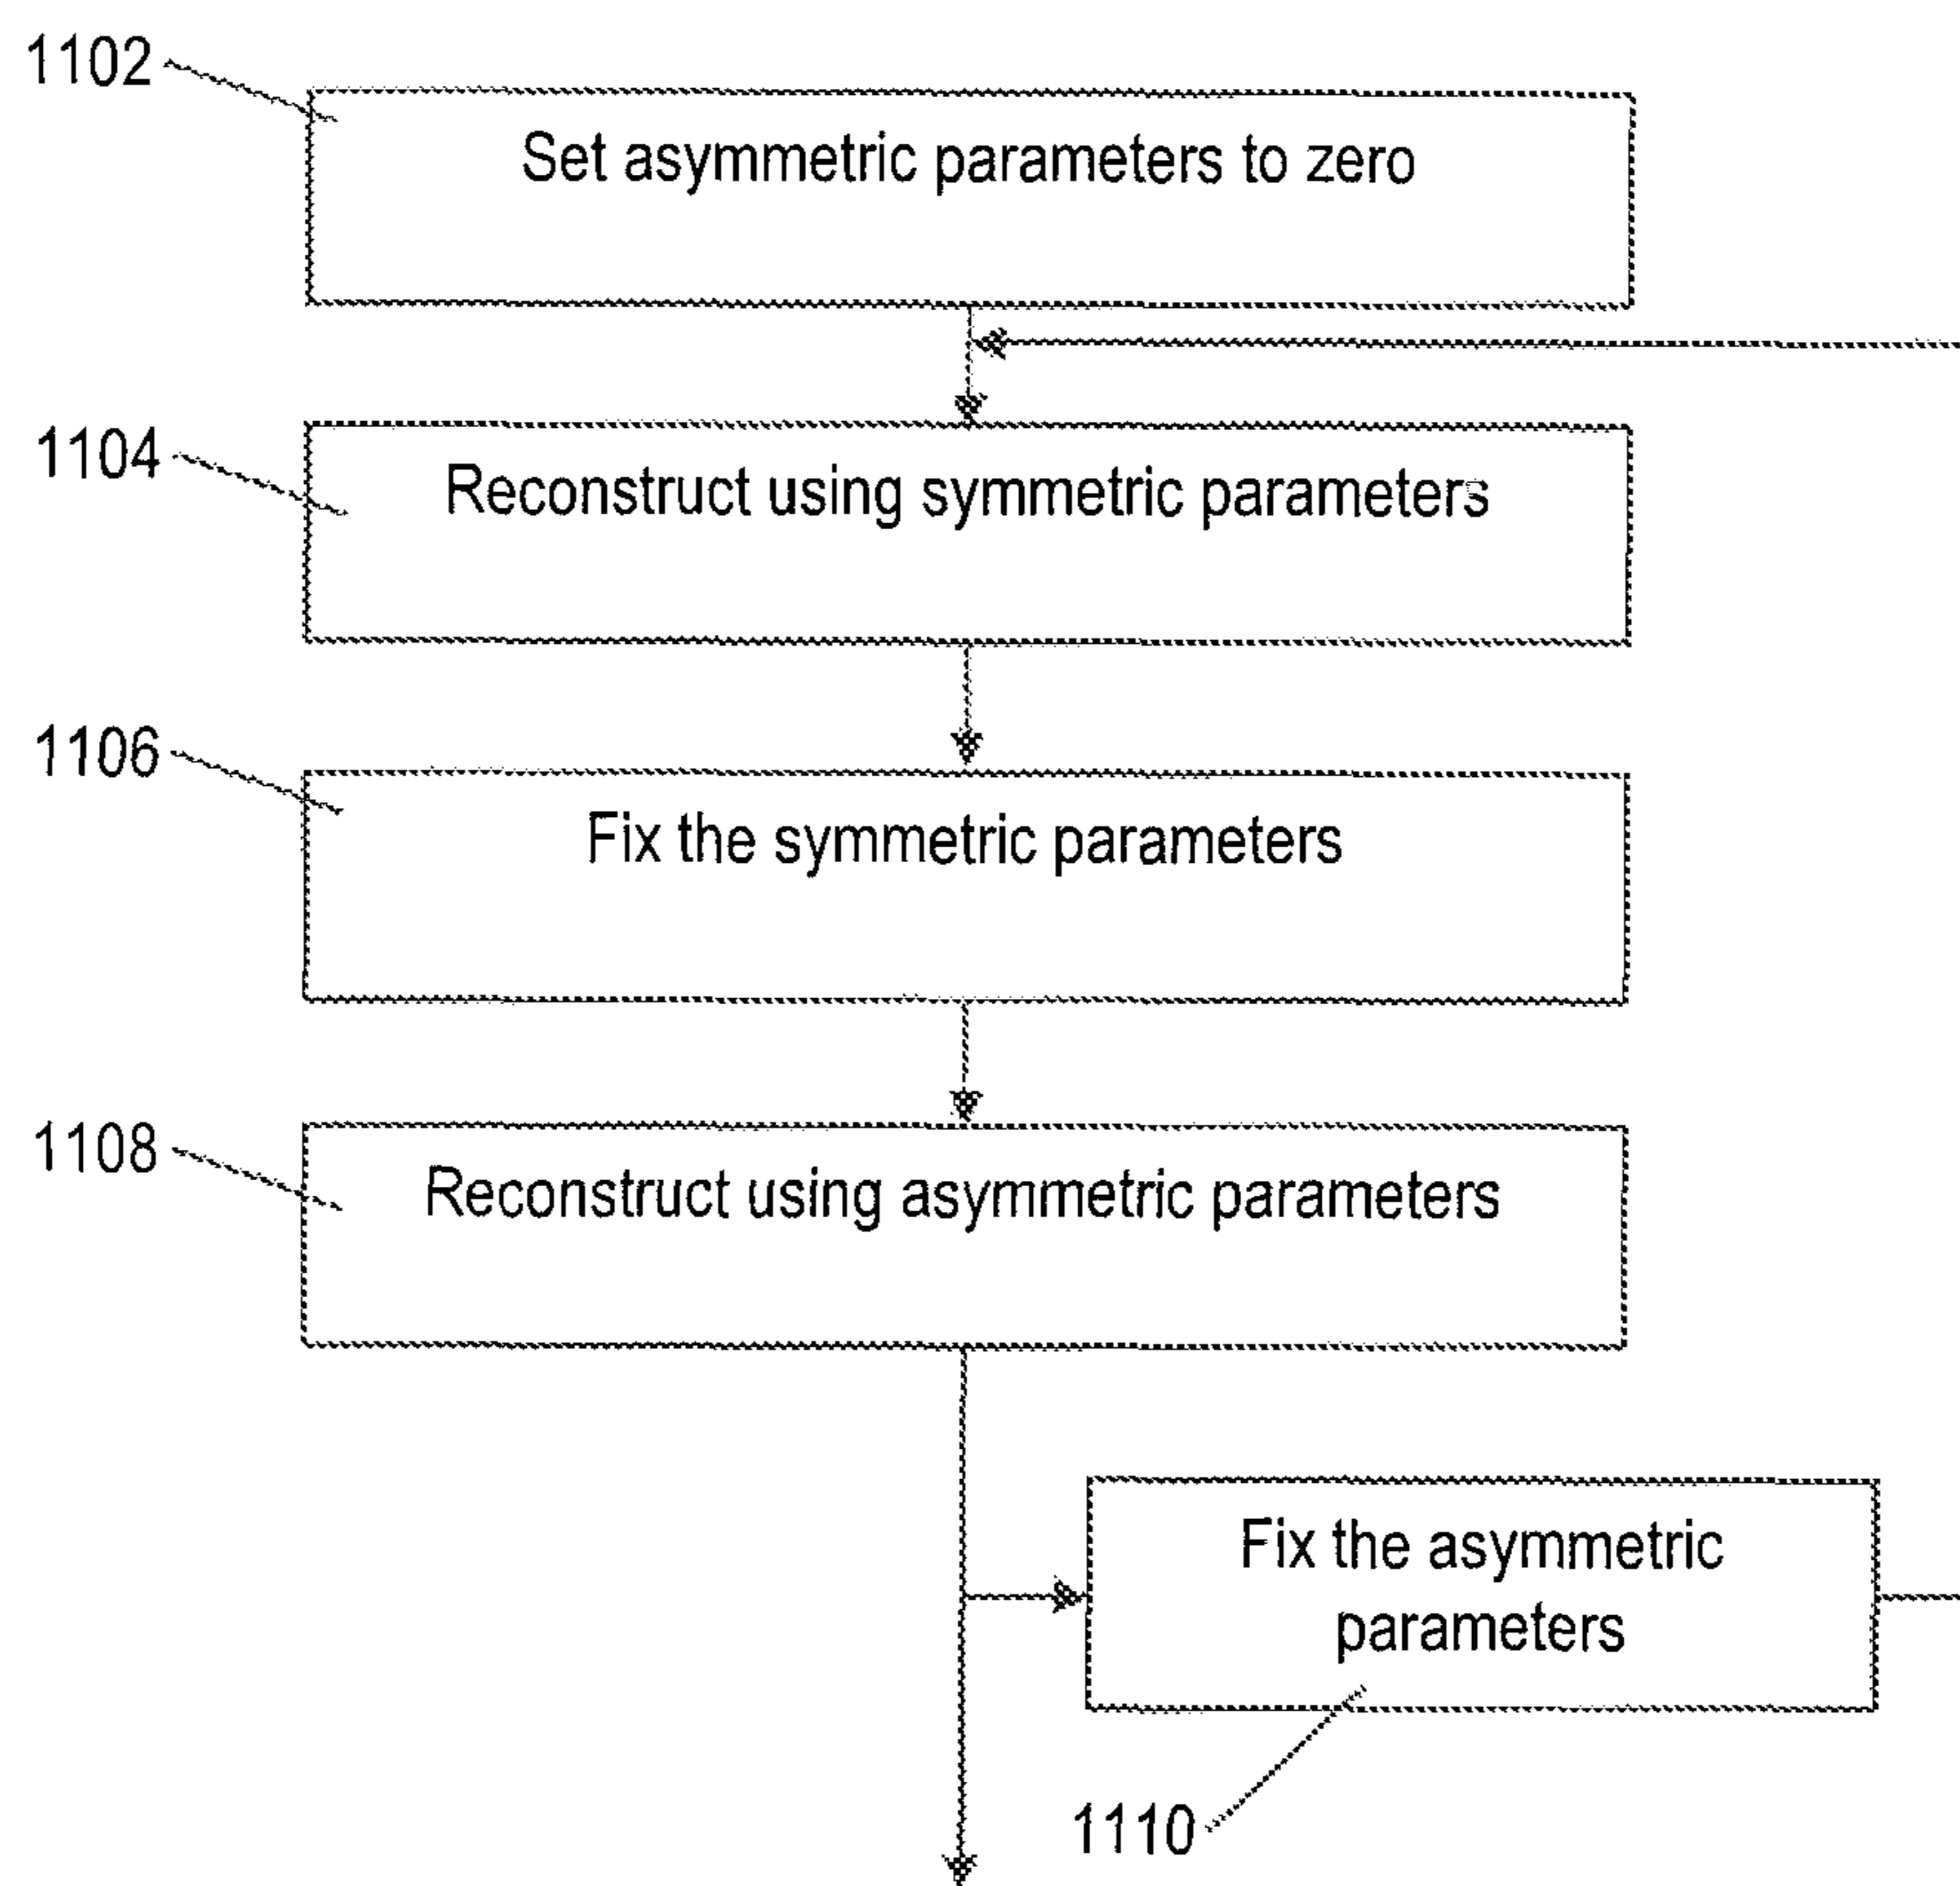 1102
Set asymmetric parameters to zero
1104
Reconstruct using symmetric parameters
1106
Fix the symmetric parameters
1108
Reconstruct using asymmetric parameters
Fix the asymmetric
parameters
1110